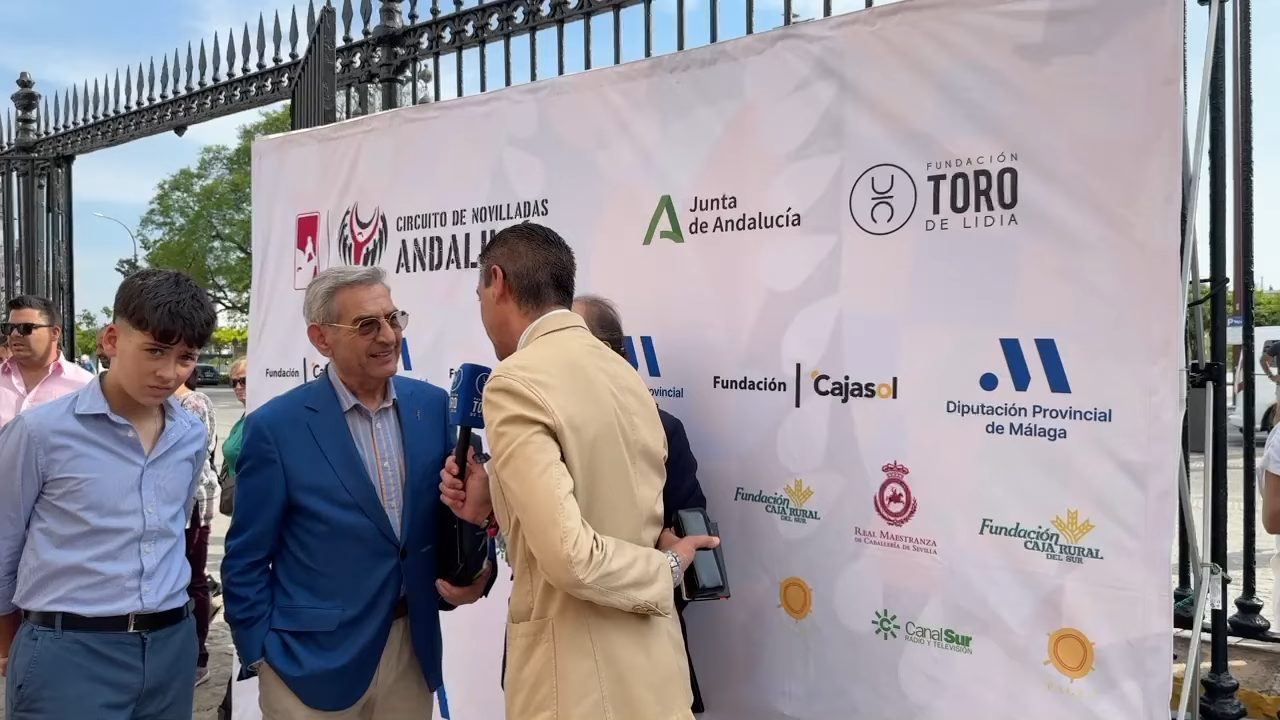 CIRCUITO DE NOVILLADAS
Junta
de Andalucía
FUNDACIÓN
TORO
DE LIDIA
Fundación
Provincial
Fundación | Cajasol
Diputación Provincial
de Málaga
Fundación
CAJA RURAL
DEL SUR
REAL MAESTRANZA
DE CABALLERÍA DE SEVILLA
Fundación
CAJA RURAL
DEL SUR
CanalSur
RADIO Y TELEVISIÓN